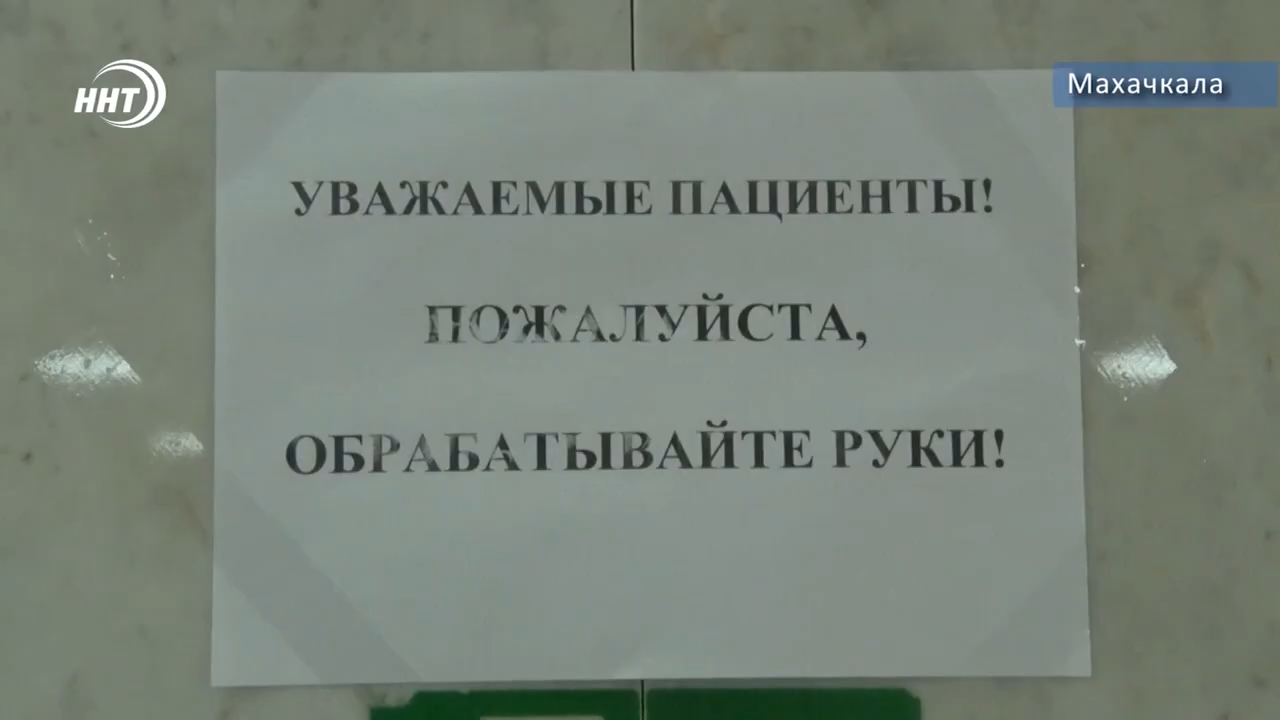 ННТ
Махачкала
УВАЖАЕМЫЕ ПАЦИЕНТЫ!
ПОЖАЛУЙСТА,
ОБРАБАТЫВАЙТЕ РУКИ!